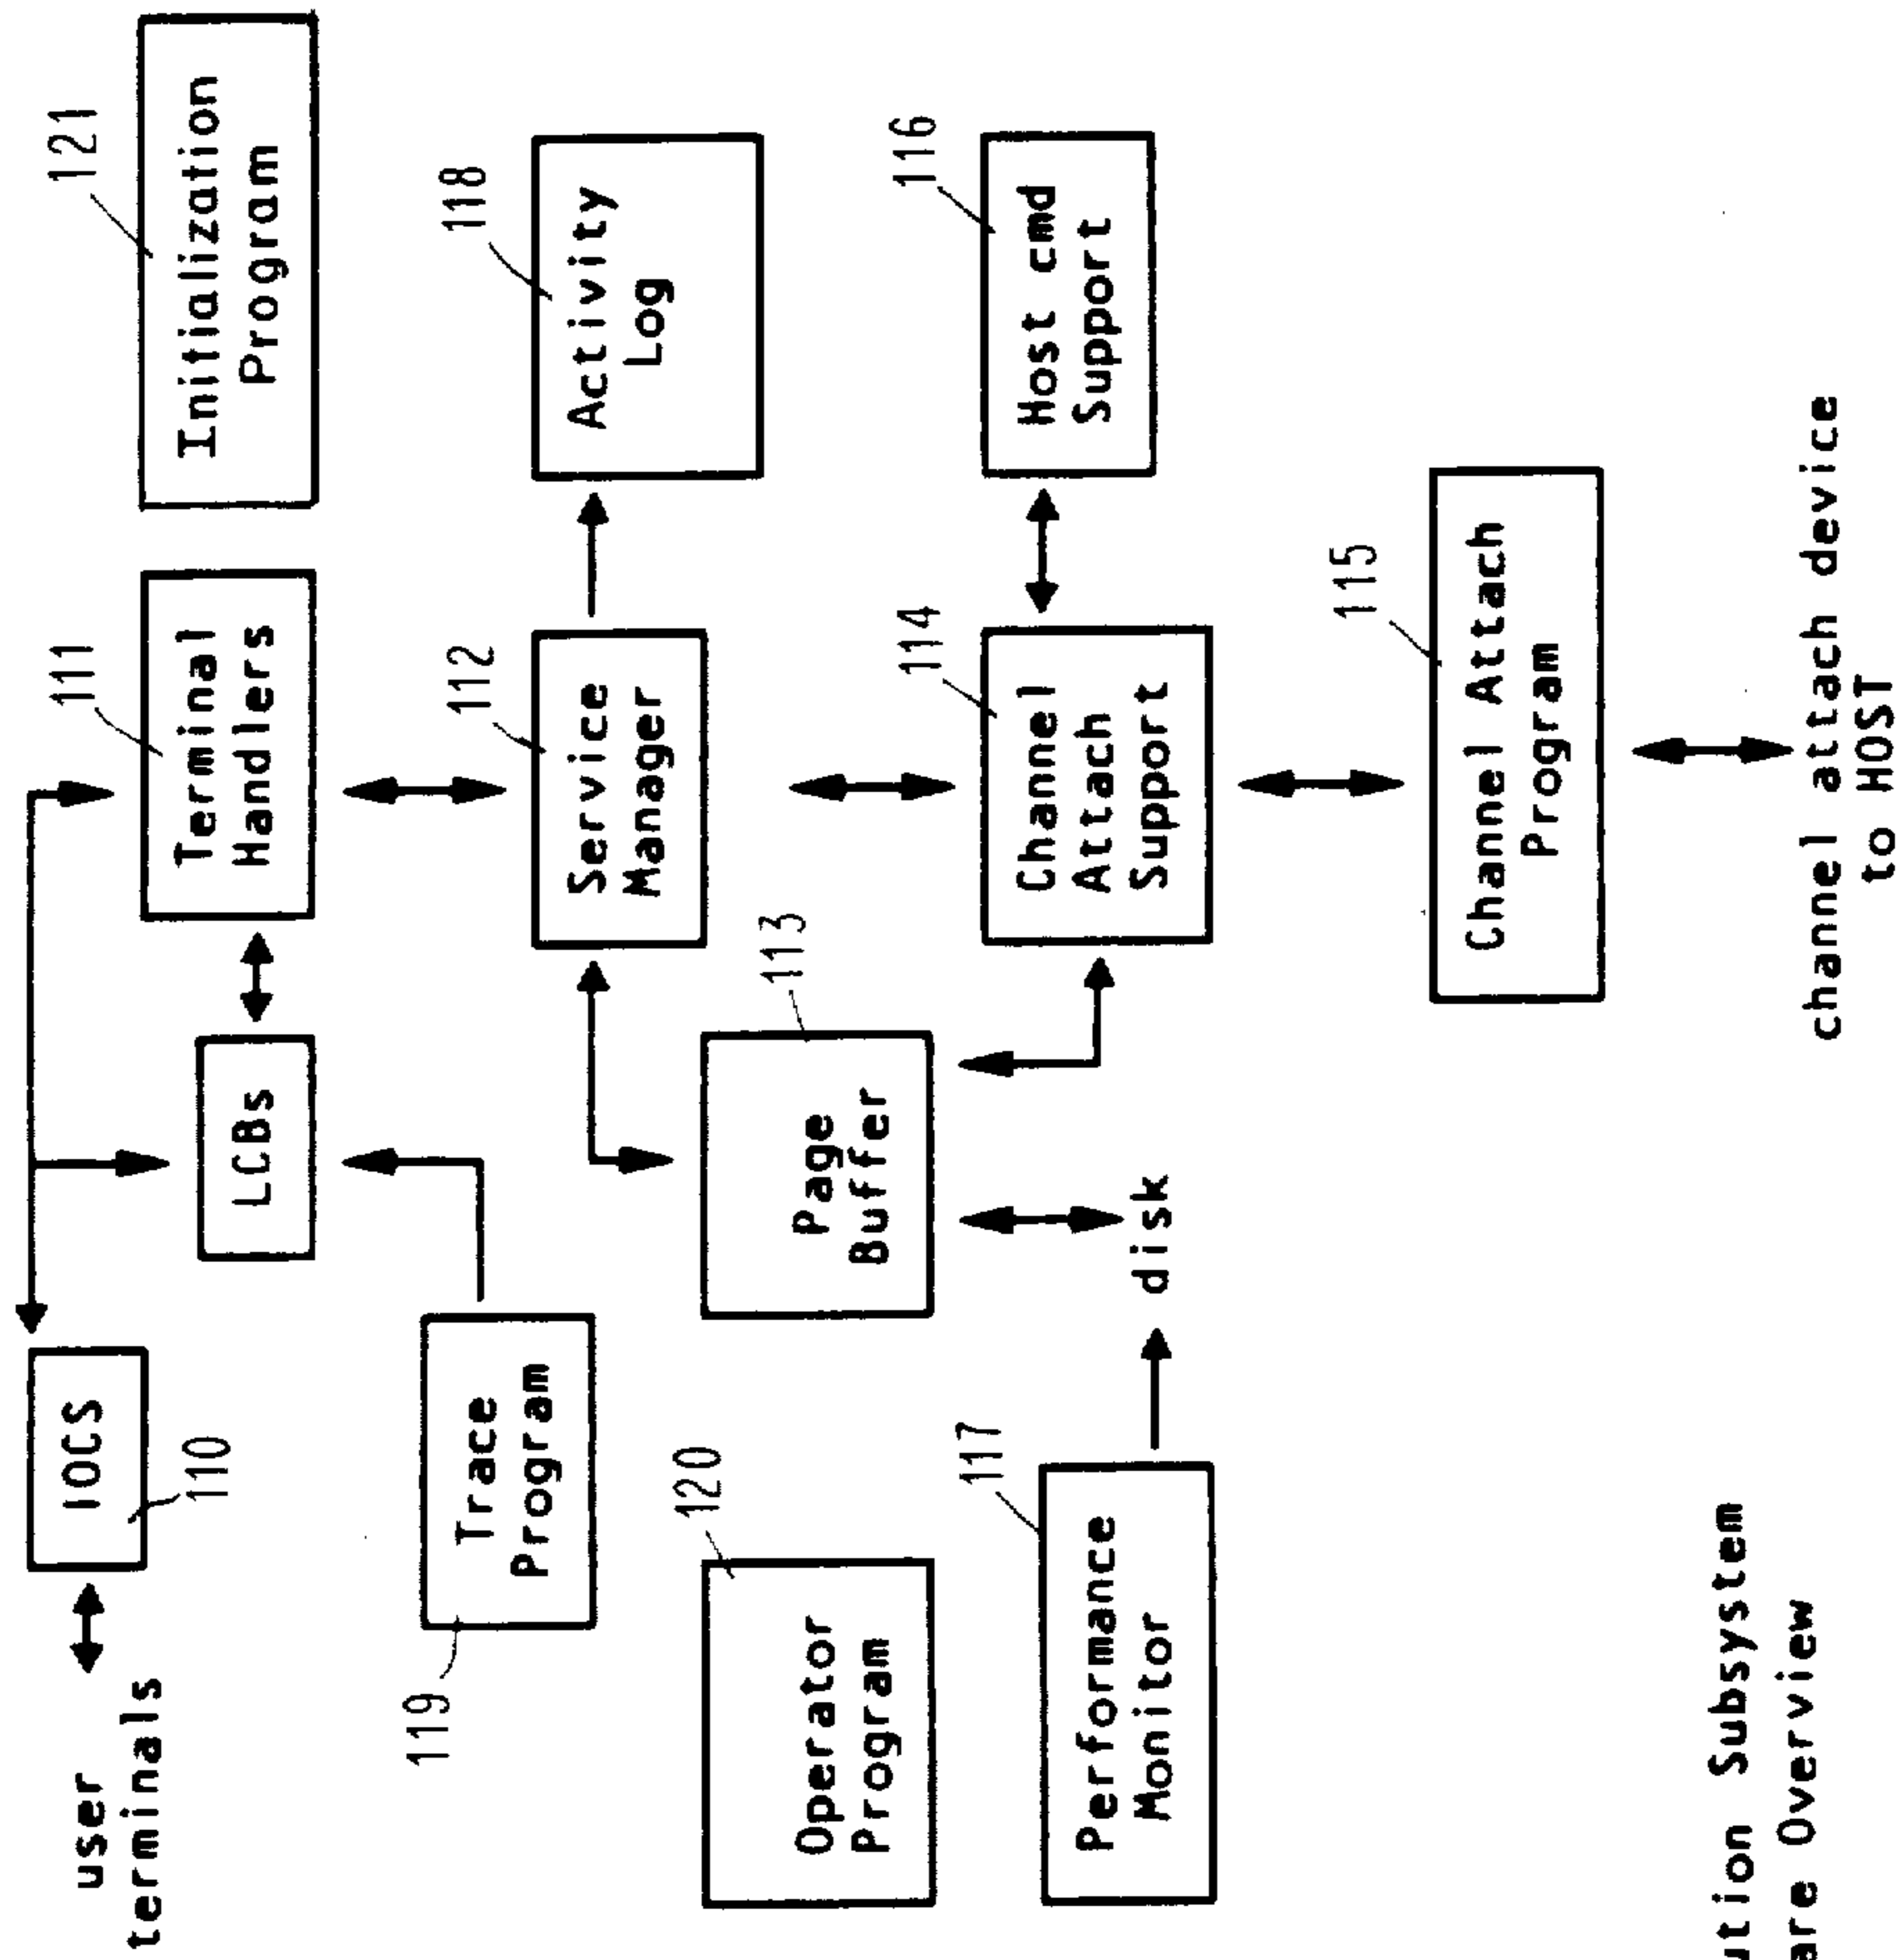 user
terminals
IOCS
110
LCBs
111
Terminal
Handlers
121
Initialization
Program
119
Trace
Program
112
Service
Manager
118
Activity
Log
120
Operator
Program
113
Page
Buffer
114
Channel
Attach
Support
116
Host cmd
Support
117
Performance
Monitor
disk
115
Channel Attach
Program
channel attach device
to HOST
Subsystem
Overview